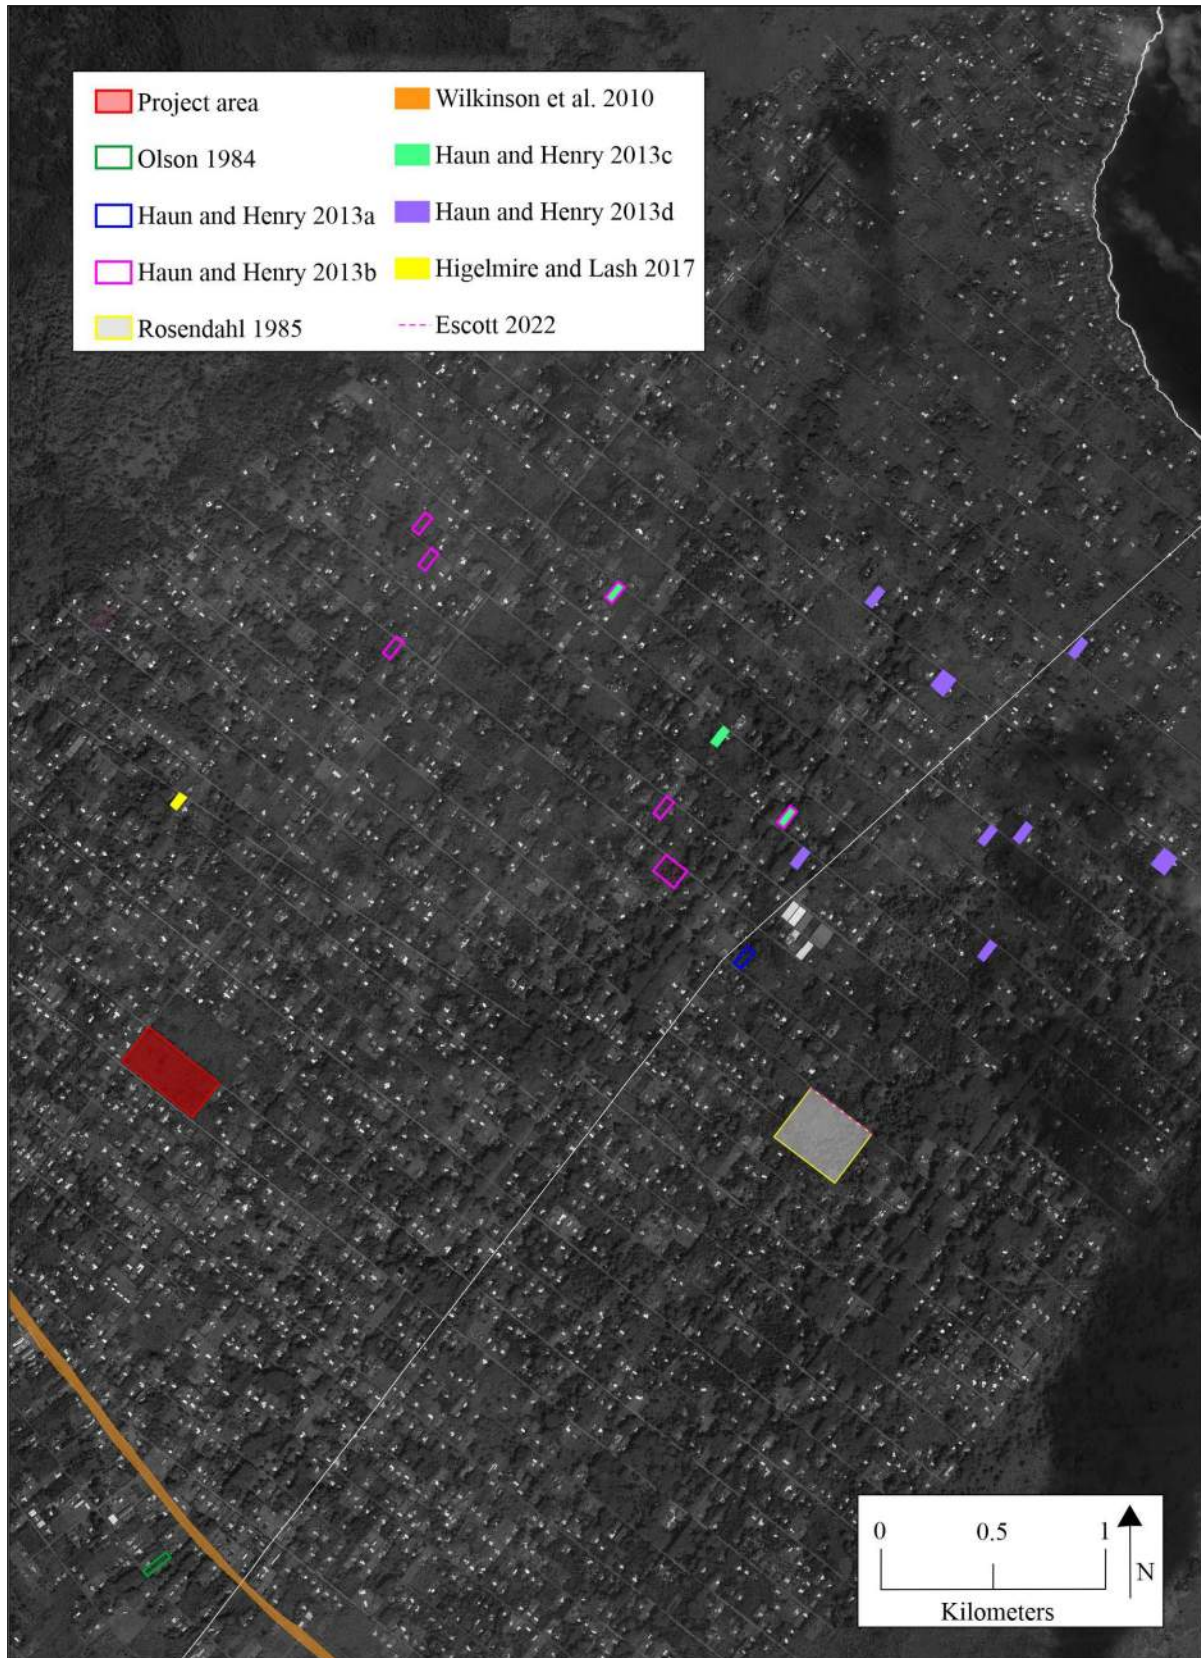 Project area
Olson 1984
Haun and Henry 2013a
Haun and Henry 2013b
Rosendahl 1985
Wilkinson et al. 2010
Haun and Henry 2013c
Haun and Henry 2013d
Higelmire and Lash 2017
Escott 2022
0 0.5 1
Kilometers
N